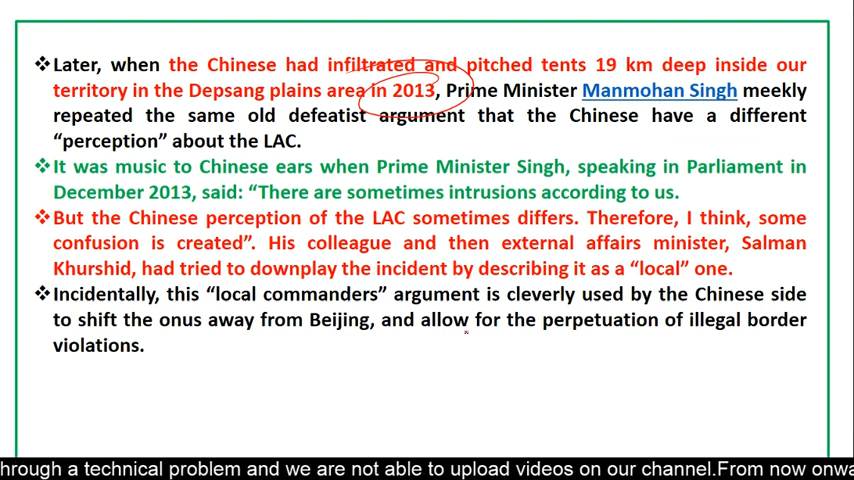 ❖Later, when the Chinese had infiltrated and pitched tents 19 km deep inside our
territory in the Depsang plains area in 2013, Prime Minister Manmohan Singh meekly
repeated the same old defeatist argument that the Chinese have a different
“perception” about the LAC.
❖It was music to Chinese ears when Prime Minister Singh, speaking in Parliament in
December 2013, said: “There are sometimes intrusions according to us.
❖But the Chinese perception of the LAC sometimes differs. Therefore, I think, some
confusion is created”. His colleague and then external affairs minister, Salman
Khurshid, had tried to downplay the incident by describing it as a “local” one.
❖Incidentally, this “local commanders” argument is cleverly used by the Chinese side
to shift the onus away from Beijing, and allow for the perpetuation of illegal border
violations.
through a technical problem and we are not able to upload videos on our channel.From now onwa